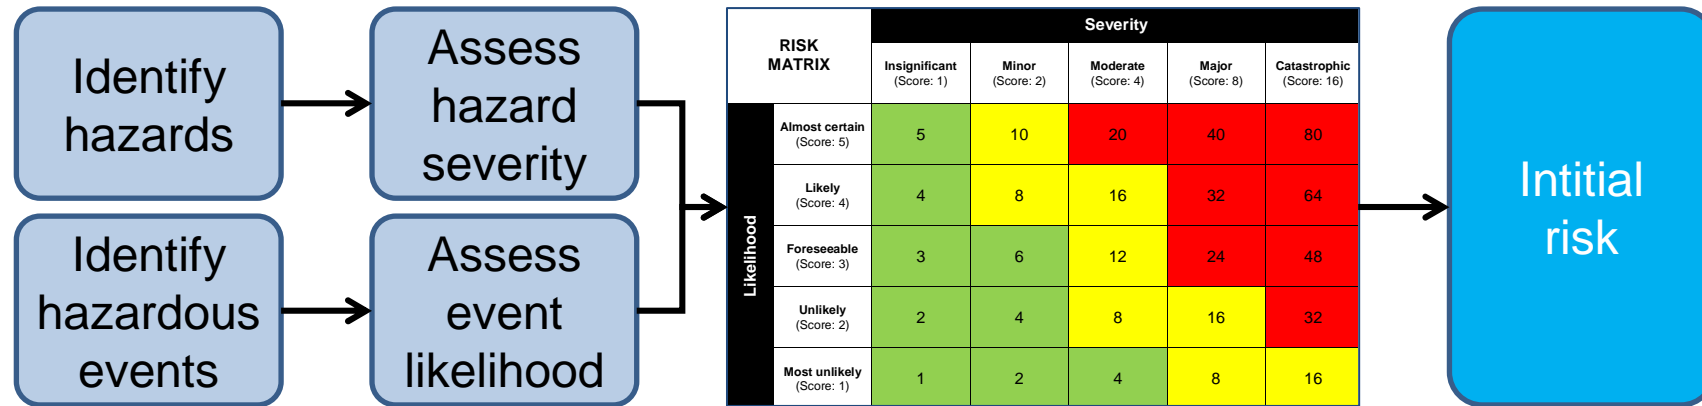 Identify
hazards
Assess
hazard
severity
Identify
hazardous
events
Assess
event
likelihood
RISK
MATRIX
Severity
Insignificant
(Score: 1)
Minor
(Score: 2)
Moderate
(Score: 4)
Major
(Score: 8)
Catastrophic
(Score: 16)
Likelihood
Almost certain
(Score: 5)
5 10 20 40 80
Likely
(Score: 4)
4 8 16 32 64
Foreseeable
(Score: 3)
3 6 12 24 48
Unlikely
(Score: 2)
2 4 8 16 32
Most unlikely
(Score: 1)
1 2 4 8 16
Intitial
risk